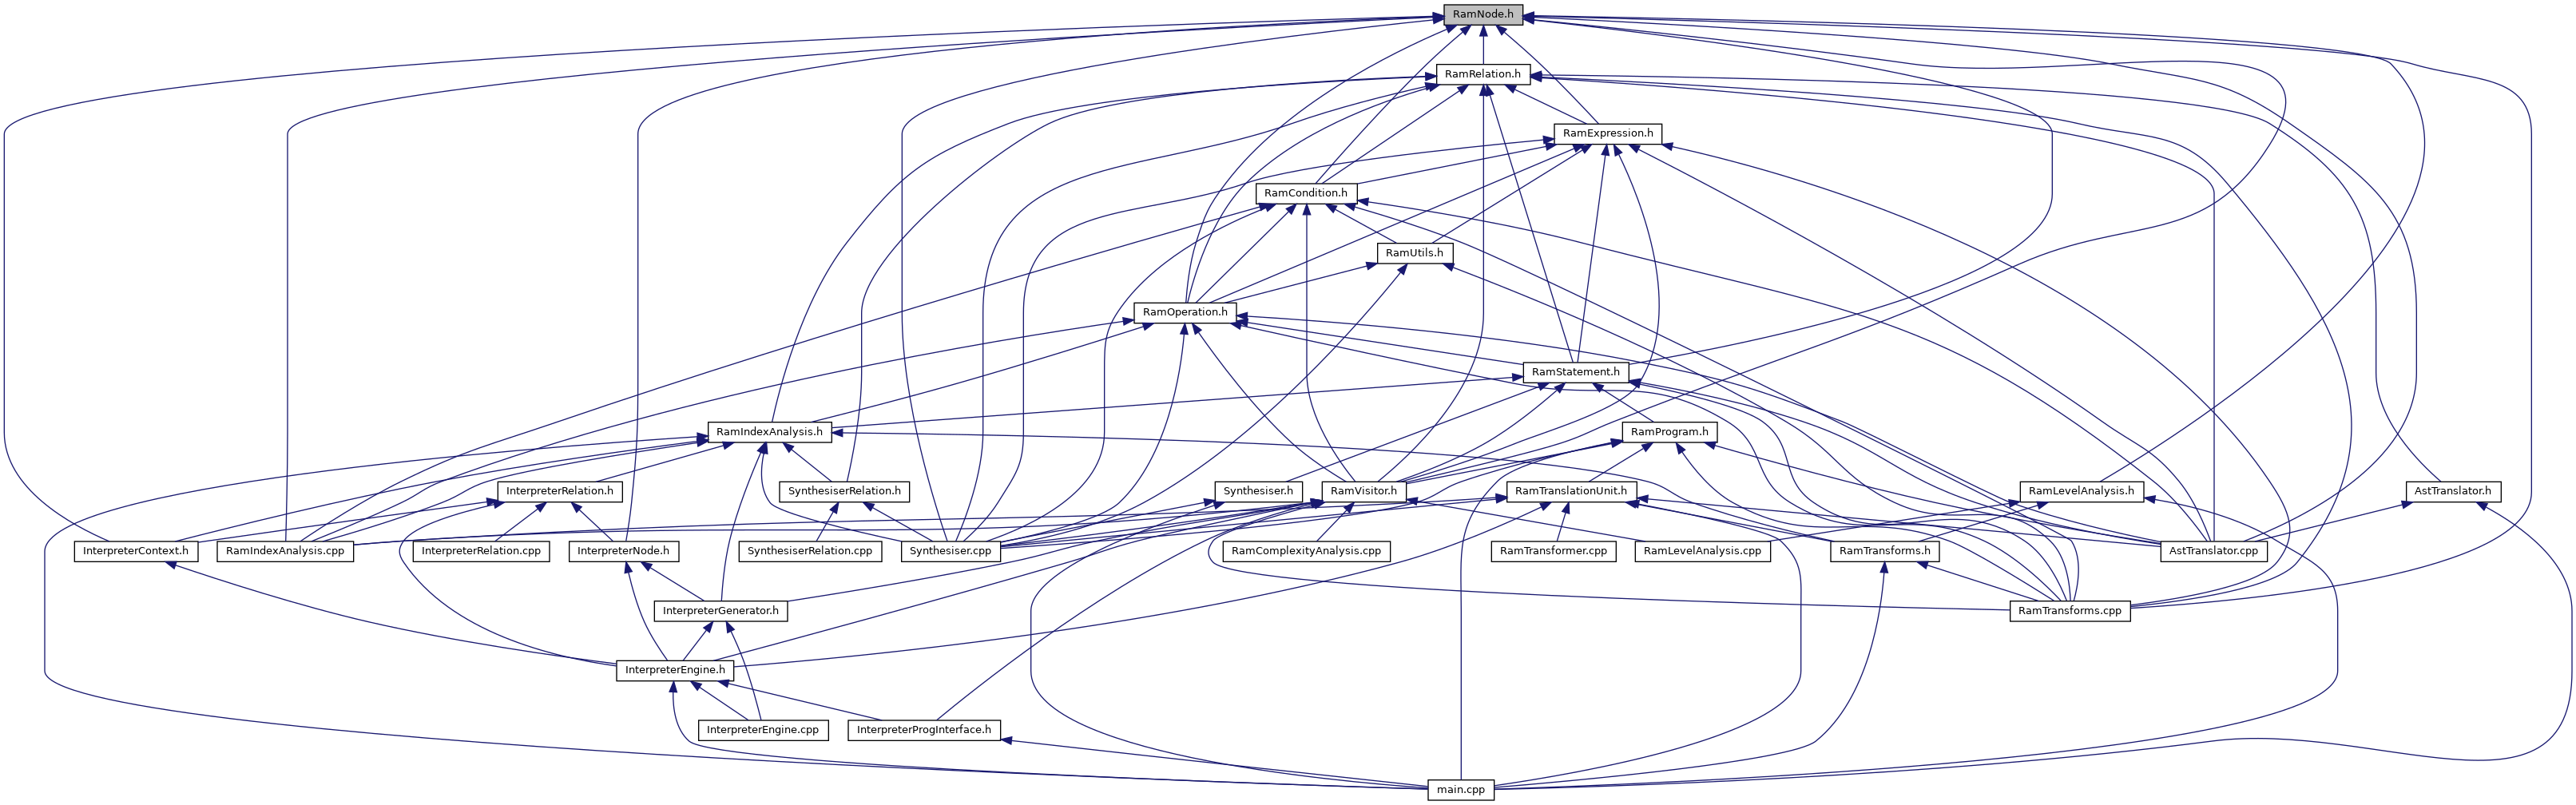 RamNode.h
RamRelation.h
RamExpression.h
RamCondition.h
RamUtils.h
RamOperation.h
RamStatement.h
RamIndexAnalysis.h
RamProgram.h
InterpreterRelation.h
SynthesiserRelation.h
Synthesiser.h
RamVisitor.h
RamTranslationUnit.h
RamLevelAnalysis.h
AstTranslator.h
InterpreterContext.h
RamIndexAnalysis.cpp
InterpreterRelation.cpp
InterpreterNode.h
SynthesiserRelation.cpp
Synthesiser.cpp
RamComplexityAnalysis.cpp
RamTransformer.cpp
RamLevelAnalysis.cpp
RamTransforms.h
AstTranslator.cpp
InterpreterGenerator.h
RamTransforms.cpp
InterpreterEngine.h
InterpreterEngine.cpp
InterpreterProgInterface.h
main.cpp